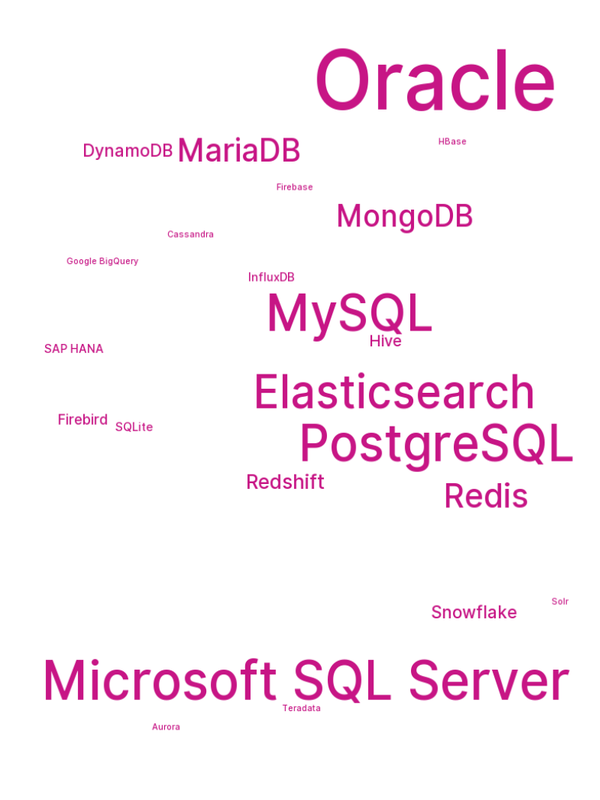 Oracle
HBase
DynamoDB MariaDB
Firebase
MongoDB
Cassandra
Google BigQuery
InfluxDB
MySQL
Hive
SAP HANA
Elasticsearch
Firebird
SQLite
PostgreSQL
Redshift
Redis
Solr
Snowflake
Microsoft SQL Server
Teradata
Aurora